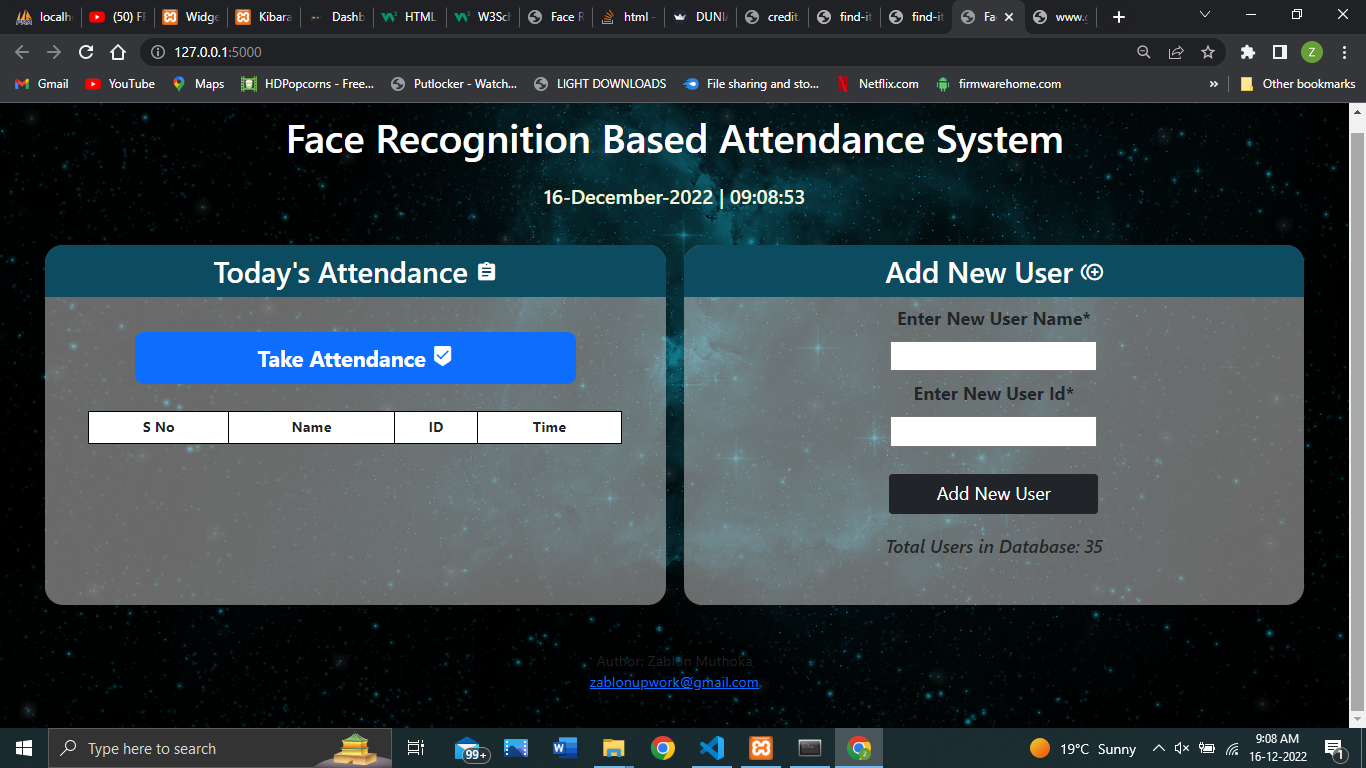 localh
(50) Fl
Widge
Kibara
Dashb
HTML
W3Sch
Face R
html -
DUNIA
credit.
find-it
find-it
Fac
www.g
127.0.0.1:5000
Z
Gmail
YouTube
Maps
HDPopcorns - Free...
Putlocker - Watch...
LIGHT DOWNLOADS
File sharing and sto...
Netflix.com
firmwarehome.com
»
Other bookmarks
Face Recognition Based Attendance System
16-December-2022 | 09:08:53
Today's Attendance
Take Attendance
S No Name ID Time
Add New User
Enter New User Name*
Enter New User Id*
Add New User
Total Users in Database: 35
Author: Zablon Muthoka
zablonupwork@gmail.com.
Type here to search
99+
19°C Sunny
9:08 AM
16-12-2022
1